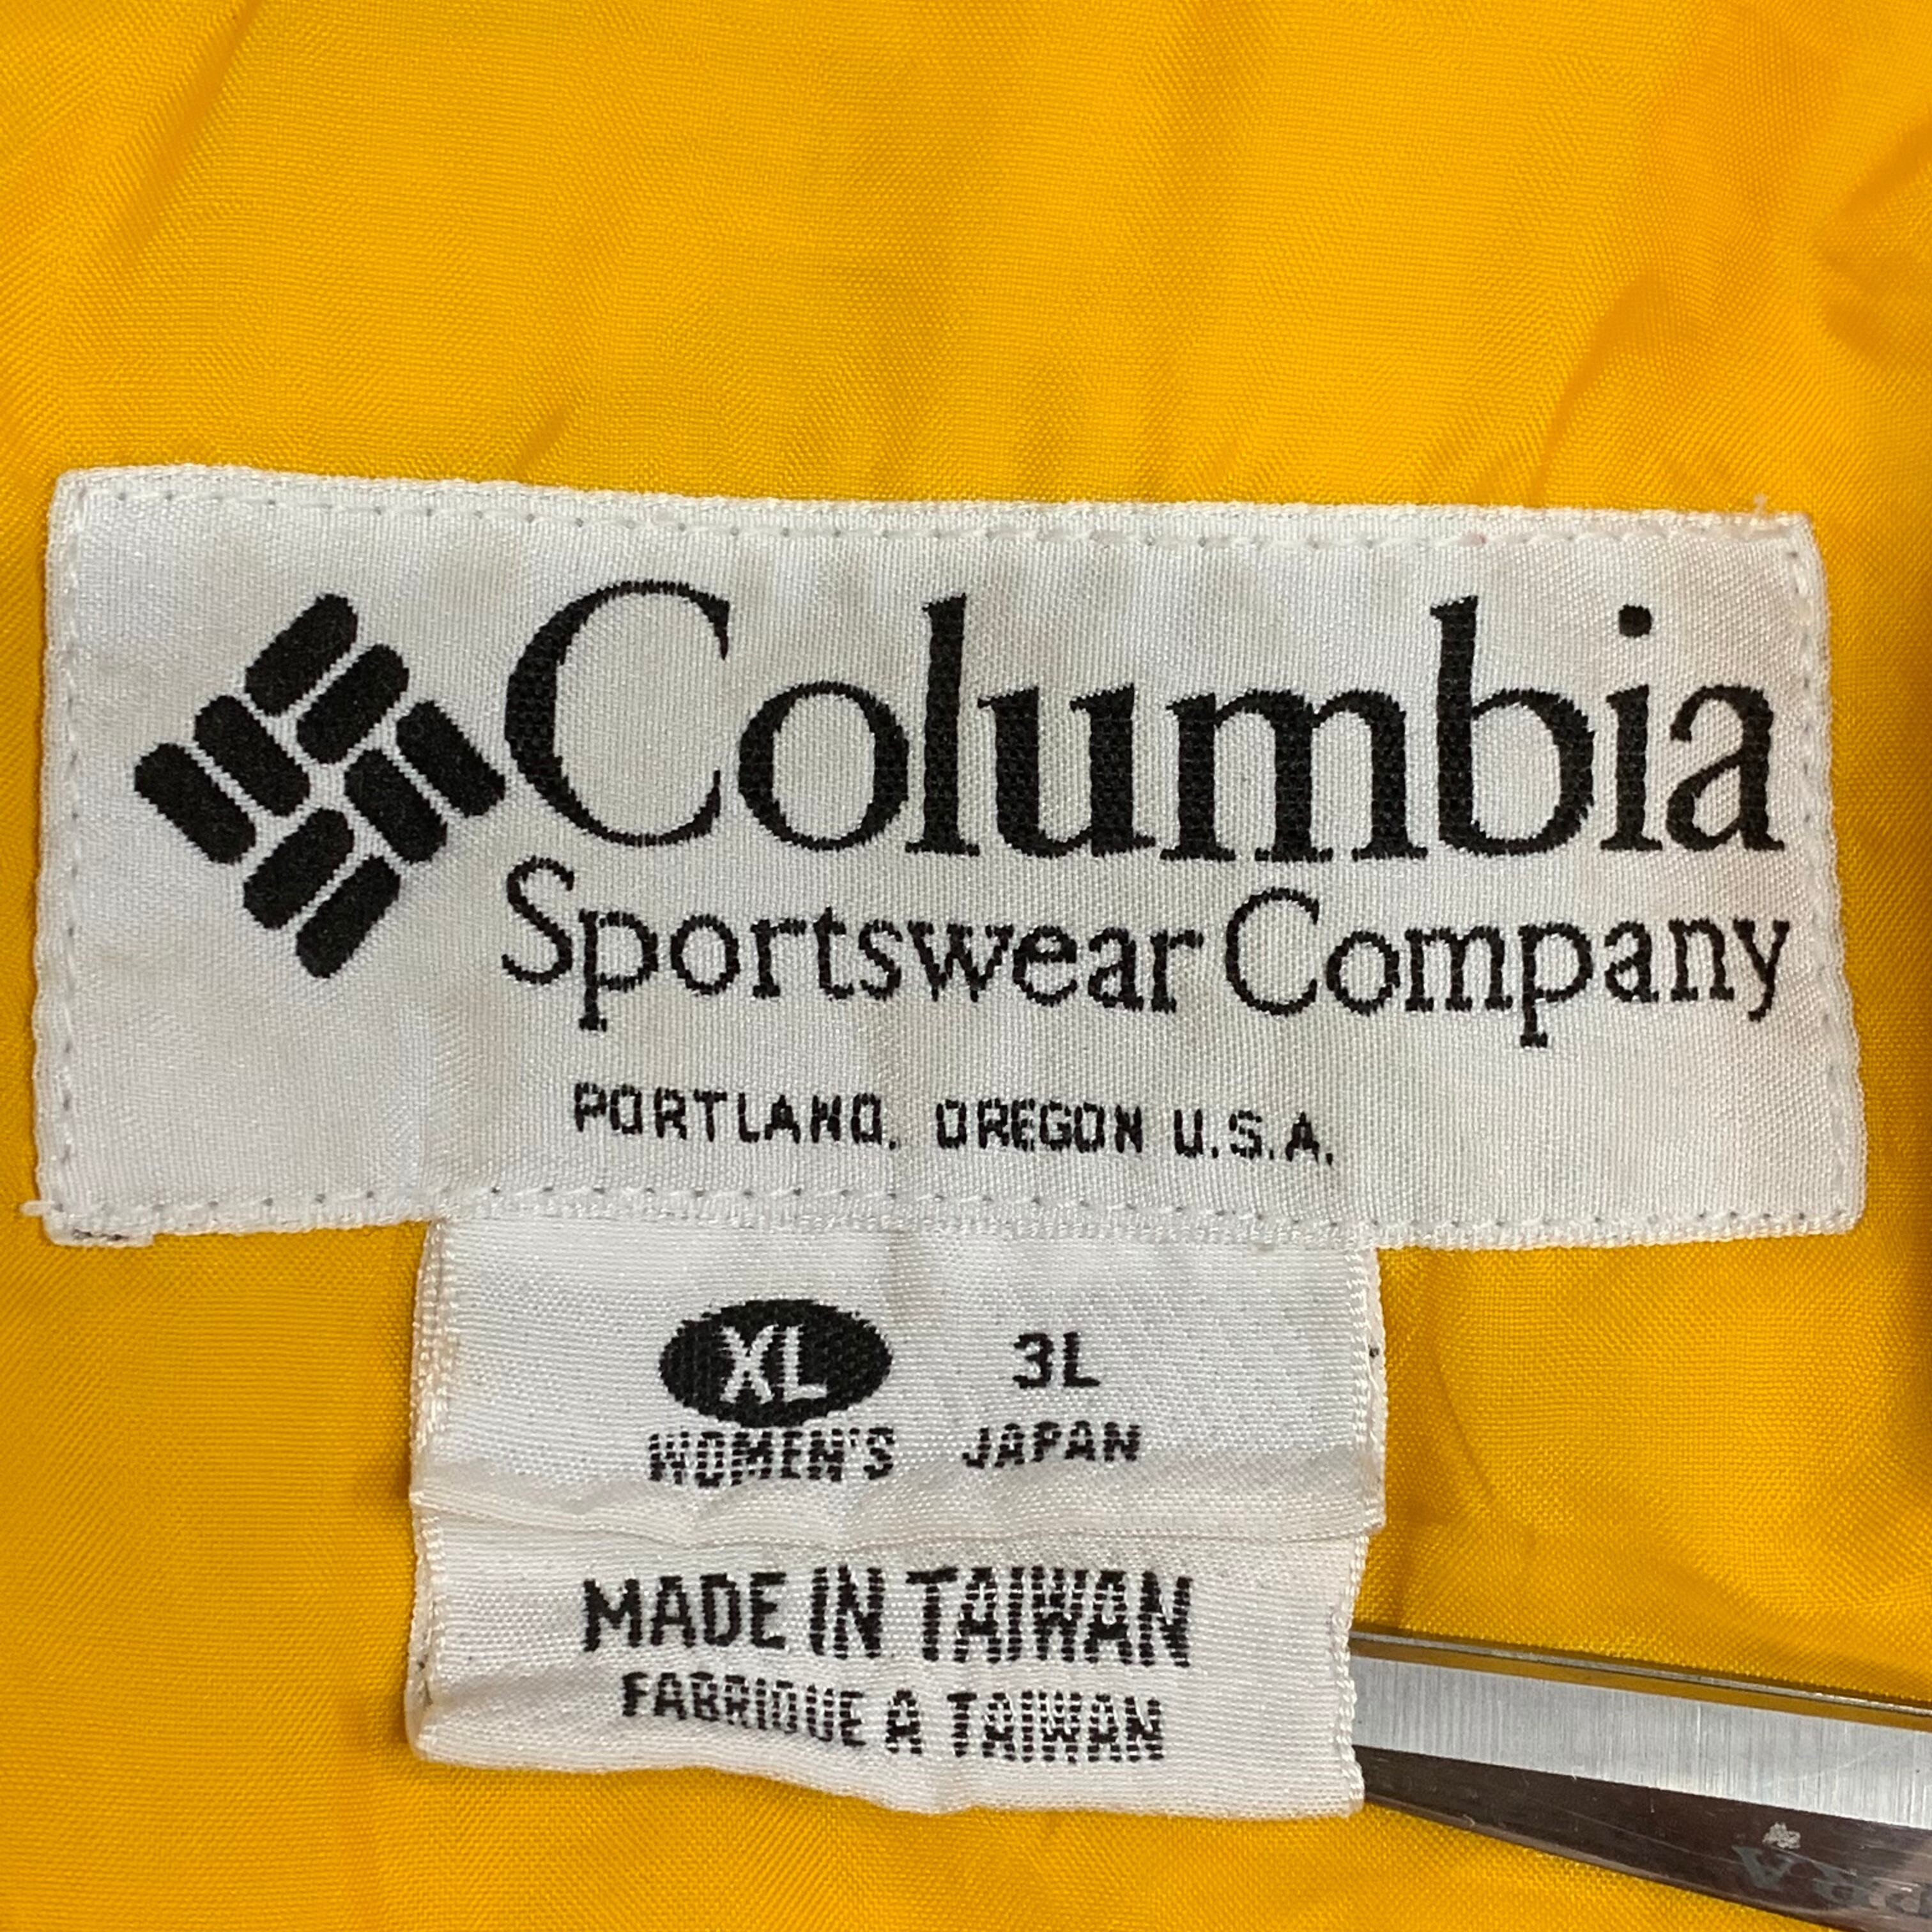 Columbia
Sportswear Company
PORTLAND, OREGON U.S.A.
XL 3L
WOMEN'S JAPAN
MADE IN TAIWAN
FABRIQUE A TAIWAN